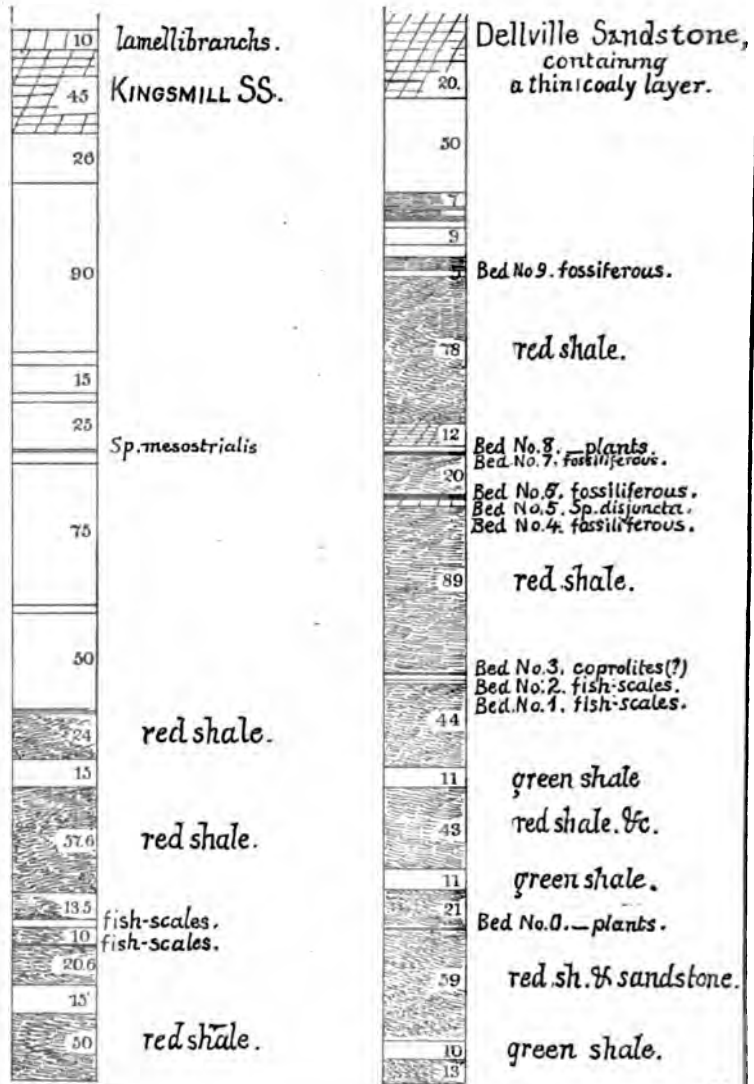 10 lamellibranchs.
45 KINGSMILL SS.
26
90
15
25
Sp. mesostrialis
75
50
24 red shale.
15
57.6 red shale.
13.5
fish-scales.
10
fish-scales.
20.6
15
50 red shale.
Dellville Sandstone,
containing
20. a thin coaly layer.
50
7
9
5 Bed No 9. fossiferous.
78 red shale.
12
Bed No. 8. _ plants.
Bed No. 7. fossiliferous.
20
Bed No. 6. fossiliferous.
Bed No. 5. Sp. disjuncta.
Bed No. 4. fossiliferous.
89 red shale.
Bed No. 3. coprolites (?)
Bed No. 2. fish-scales.
Bed. No. 1. fish-scales.
44
11 green shale
43 red shale. &c.
11 green shale.
21
Bed No. 0. _ plants.
59 red sh. & sandstone.
10 green shale.
13